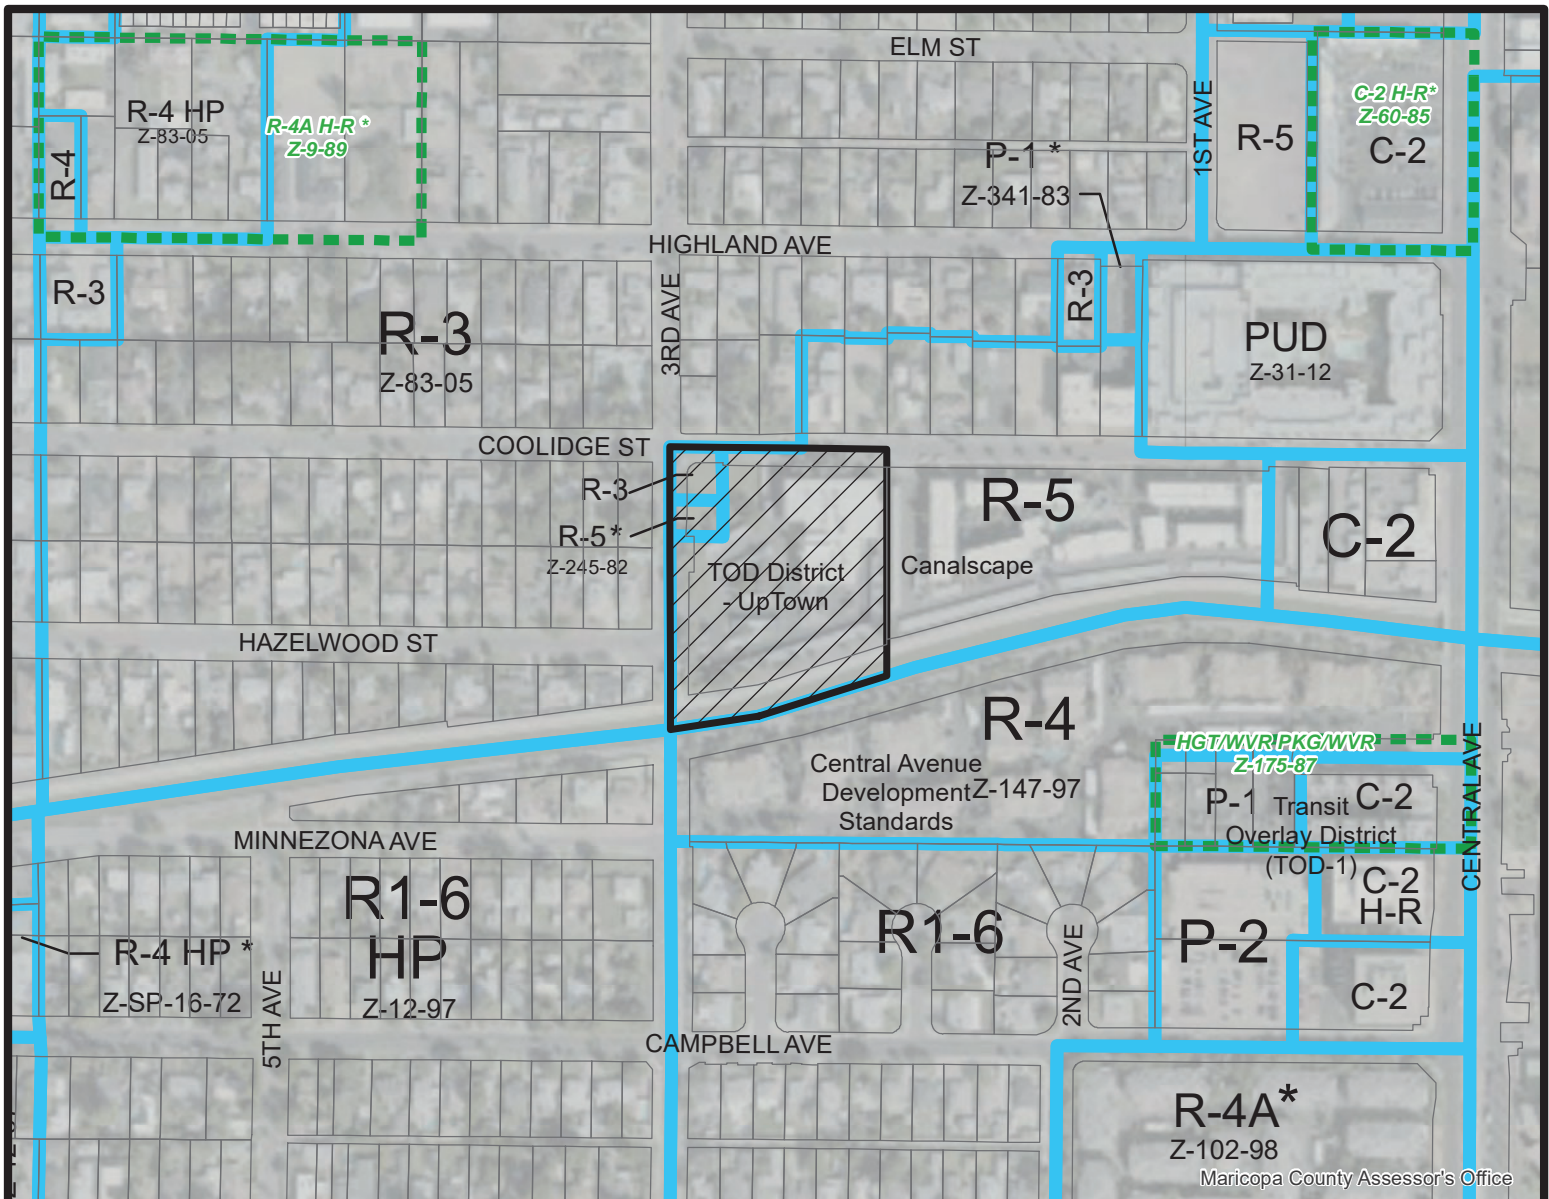 ELM ST
R-4 HP
Z-83-05
R-4A H-R *
Z-9-89
R-4
1ST AVE
R-5
C-2 H-R*
Z-60-85
C-2
P-1 *
Z-341-83
HIGHLAND AVE
R-3
3RD AVE
R-3
R-3
Z-83-05
PUD
Z-31-12
COOLIDGE ST
R-3
R-5*
Z-245-82
R-5
C-2
TOD District
- UpTown
Canalscape
HAZELWOOD ST
R-4
Central Avenue
Development
Standards
Z-147-97
HGT/WVR PKG/WVR
Z-175-87
P-1
C-2
Transit
Overlay District
(TOD-1)
CENTRAL AVE
MINNEZONA AVE
R1-6
HP
Z-12-97
R1-6
C-2
H-R
P-2
C-2
R-4 HP *
Z-SP-16-72
5TH AVE
2ND AVE
CAMPBELL AVE
R-4A*
Z-102-98
Maricopa County Assessor's Office